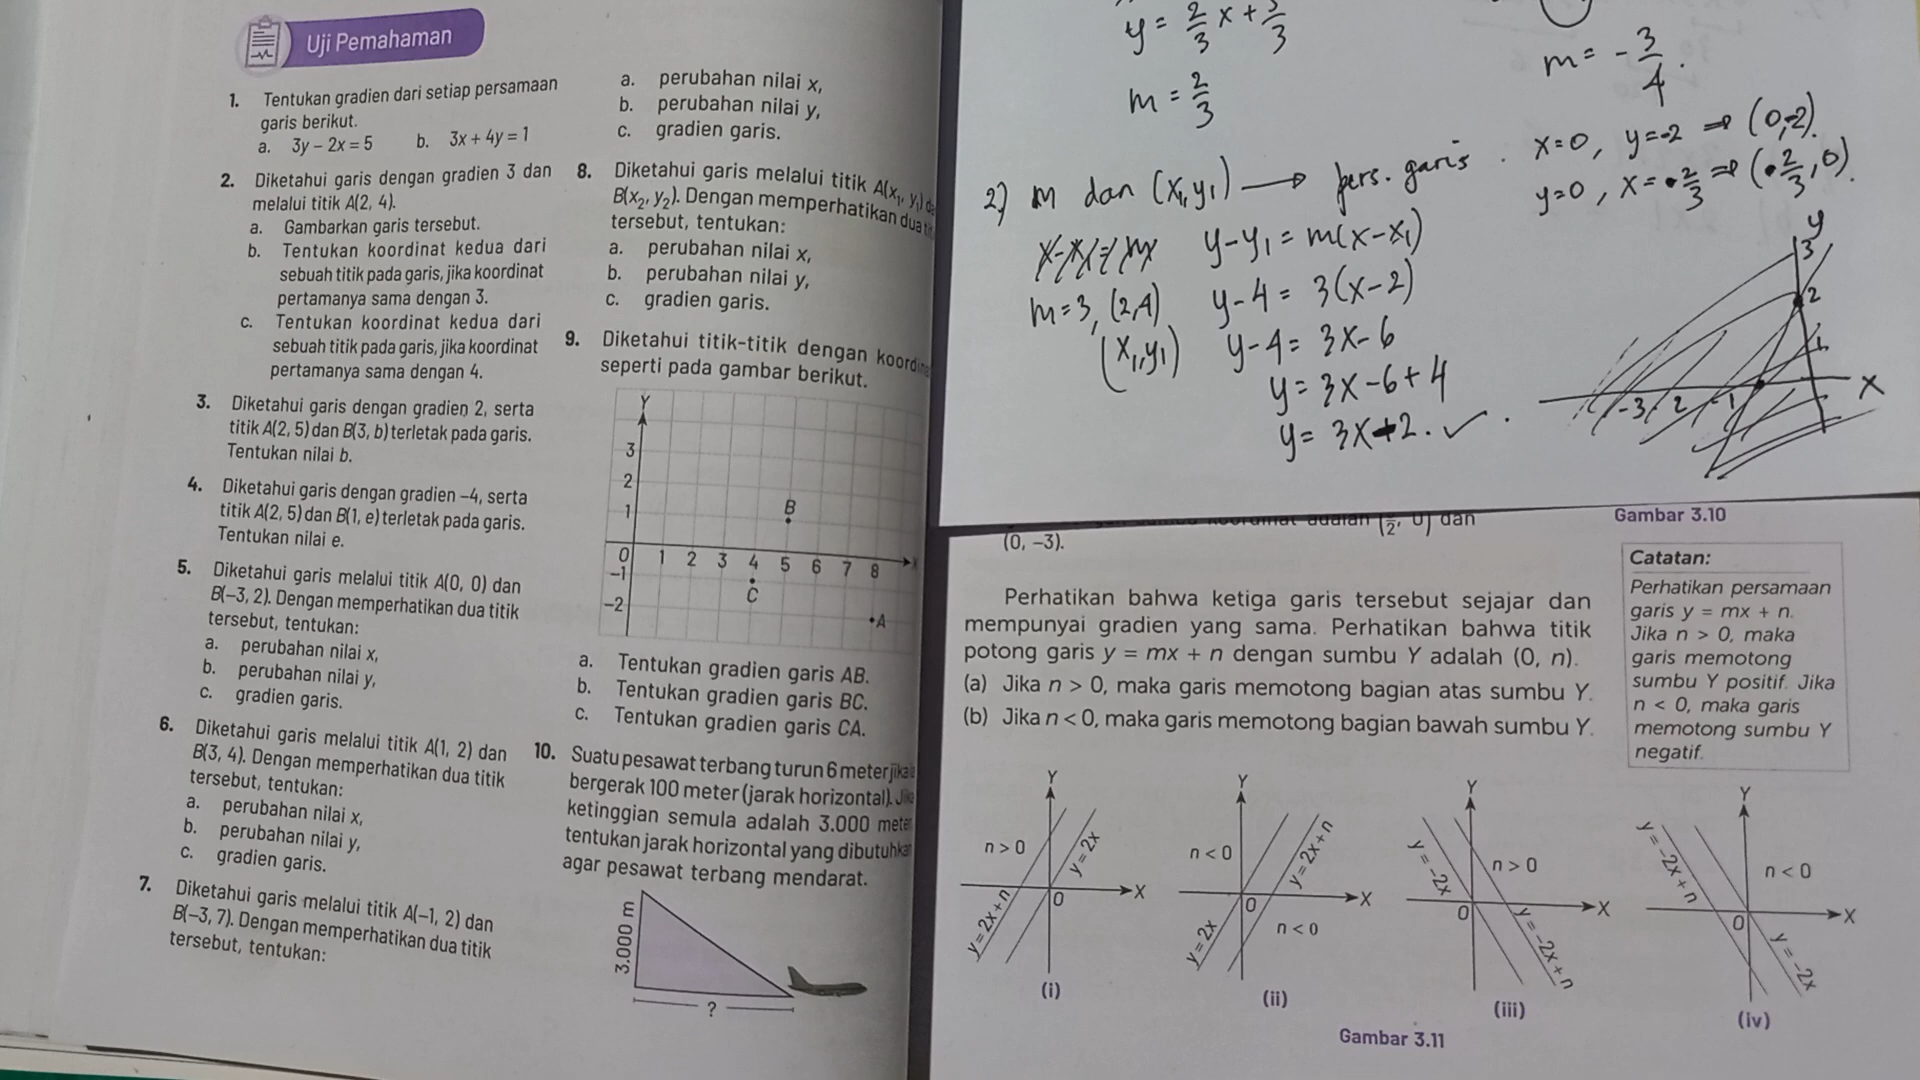 Uji Pemahaman
1. Tentukan gradien dari setiap persamaan
garis berikut.
a. 3y – 2x = 5 b. 3x + 4y = 1
2. Diketahui garis dengan gradien 3 dan
melalui titik A(2, 4).
a. Gambarkan garis tersebut.
b. Tentukan koordinat kedua dari
sebuah titik pada garis, jika koordinat
pertamanya sama dengan 3.
c. Tentukan koordinat kedua dari
sebuah titik pada garis, jika koordinat
pertamanya sama dengan 4.
3. Diketahui garis dengan gradien 2, serta
titik A(2, 5) dan B(3, b) terletak pada garis.
Tentukan nilai b.
4. Diketahui garis dengan gradien –4, serta
titik A(2, 5) dan B(1, e) terletak pada garis.
Tentukan nilai e.
5. Diketahui garis melalui titik A(0, 0) dan
B(–3, 2). Dengan memperhatikan dua titik
tersebut, tentukan:
a. perubahan nilai x,
b. perubahan nilai y,
c. gradien garis.
6. Diketahui garis melalui titik A(1, 2) dan
B(3, 4). Dengan memperhatikan dua titik
tersebut, tentukan:
a. perubahan nilai x,
b. perubahan nilai y,
c. gradien garis.
7. Diketahui garis melalui titik A(–1, 2) dan
B(–3, 7). Dengan memperhatikan dua titik
tersebut, tentukan:
a. perubahan nilai x,
b. perubahan nilai y,
c. gradien garis.
8. Diketahui garis melalui titik A(x₁, y₁)
B(x₂, y₂). Dengan memperhatikan dua
tersebut, tentukan:
a. perubahan nilai x,
b. perubahan nilai y,
c. gradien garis.
9. Diketahui titik-titik dengan
seperti pada gambar berikut.
Y
3
2
1
B
0 1 2 3 4 5 6 7 8
–1
C
–2
A
a. Tentukan gradien garis AB.
b. Tentukan gradien garis BC.
c. Tentukan gradien garis CA.
10. Suatu pesawat terbang turun 6 meter jika
bergerak 100 meter (jarak horizontal).
ketinggian semula adalah 3.000
tentukan jarak horizontal yang dibutuhkan
agar pesawat terbang mendarat.
3.000 m
?
m = 2/3
m = - 3/4 .
2) m dan (x₁,y₁) → pers. garis .
y-y₁ = m(x-x₁)
m=3, (2,4) y-4 = 3(x-2)
(x₁,y₁) y-4 = 3x-6
y = 3x-6+4
y = 3x-2. ✓ .
x=0, y=-2 ⇒ (0,-2).
y=0, x= 2/3 ⇒ (2/3, 0).
y
3
2
1
-3 2 -1
x
dan
(0, –3).
Gambar 3.10
Perhatikan bahwa ketiga garis tersebut sejajar dan
mempunyai gradien yang sama. Perhatikan bahwa titik
potong garis y = mx + n dengan sumbu Y adalah (0, n).
(a) Jika n > 0, maka garis memotong bagian atas sumbu Y.
(b) Jika n < 0, maka garis memotong bagian bawah sumbu Y.
Catatan:
Perhatikan persamaan
garis y = mx + n.
Jika n > 0, maka
garis memotong
sumbu Y positif. Jika
n < 0, maka garis
memotong sumbu Y
negatif.
Y
n > 0
y = 2x
X
0
y = 2x + n
(i)
Y
n < 0
y = 2x + n
X
0
y = 2x
n < 0
(ii)
Y
y = –2x
n > 0
X
0
y = –2x + n
(iii)
Y
y = –2x + n
n < 0
X
0
y = –2x
(iv)
Gambar 3.11